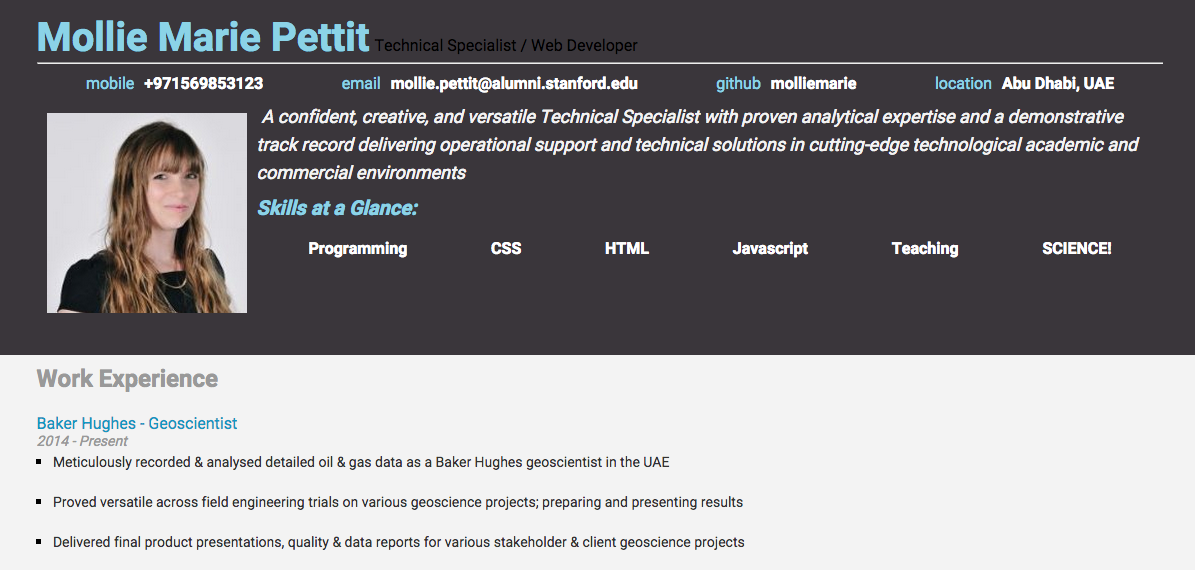 Mollie Marie Pettit Technical Specialist / Web Developer
mobile +971569853123 email mollie.pettit@alumni.stanford.edu github molliemarie location Abu Dhabi, UAE
A confident, creative, and versatile Technical Specialist with proven analytical expertise and a demonstrative
track record delivering operational support and technical solutions in cutting-edge technological academic and
commercial environments
Skills at a Glance:
Programming CSS HTML Javascript Teaching SCIENCE!
Work Experience
Baker Hughes - Geoscientist
2014 - Present
Meticulously recorded & analysed detailed oil & gas data as a Baker Hughes geoscientist in the UAE
Proved versatile across field engineering trials on various geoscience projects; preparing and presenting results
Delivered final product presentations, quality & data reports for various stakeholder & client geoscience projects